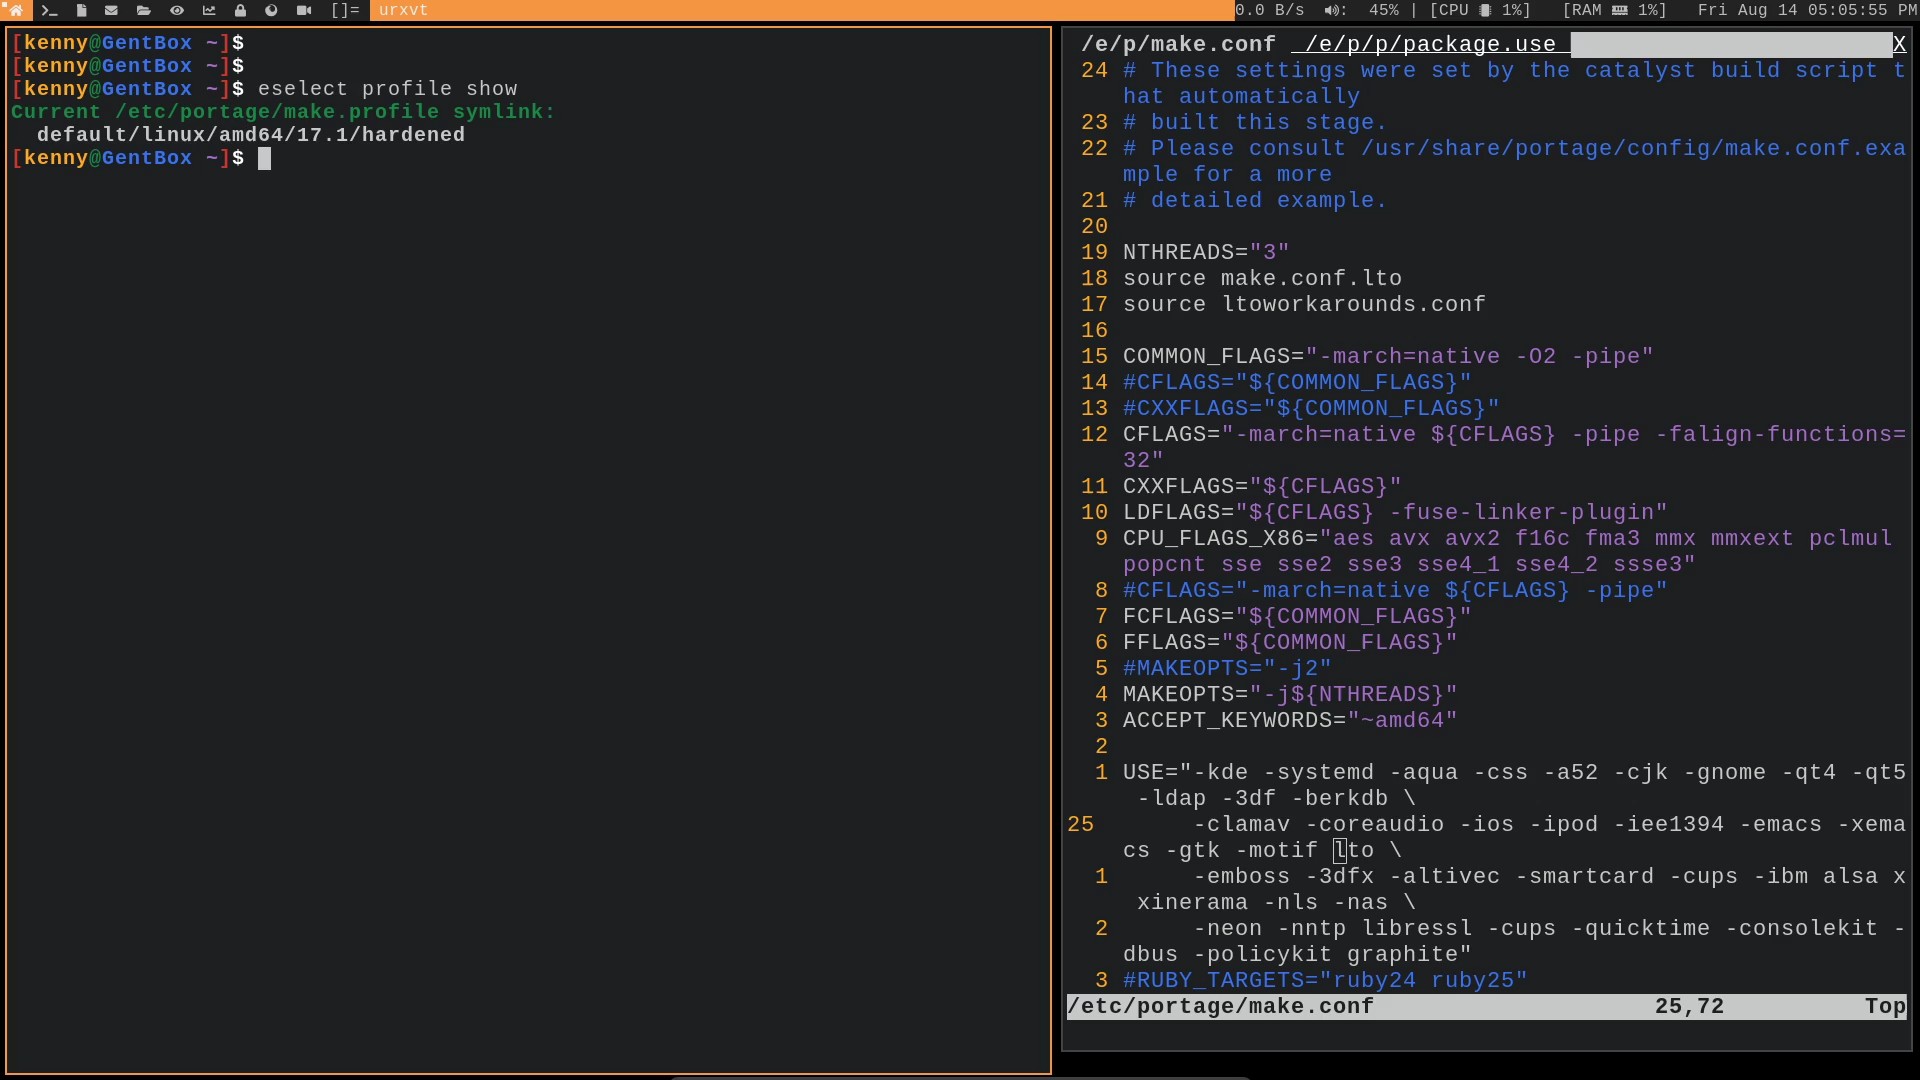 []= urxvt 0.0 B/s : 45% | [CPU 1%] [RAM 1%] Fri Aug 14 05:05:55 PM
[kenny@GentBox ~]$
[kenny@GentBox ~]$
[kenny@GentBox ~]$ eselect profile show
Current /etc/portage/make.profile symlink:
default/linux/amd64/17.1/hardened
[kenny@GentBox ~]$
/e/p/make.conf /e/p/p/package.use X
24 # These settings were set by the catalyst build script t
hat automatically
23 # built this stage.
22 # Please consult /usr/share/portage/config/make.conf.exa
mple for a more
21 # detailed example.
20
19 NTHREADS="3"
18 source make.conf.lto
17 source ltoworkarounds.conf
16
15 COMMON_FLAGS="-march=native -O2 -pipe"
14 #CFLAGS="${COMMON_FLAGS}"
13 #CXXFLAGS="${COMMON_FLAGS}"
12 CFLAGS="-march=native ${CFLAGS} -pipe -falign-functions=
32"
11 CXXFLAGS="${CFLAGS}"
10 LDFLAGS="${CFLAGS} -fuse-linker-plugin"
9 CPU_FLAGS_X86="aes avx avx2 f16c fma3 mmx mmxext pclmul
popcnt sse sse2 sse3 sse4_1 sse4_2 ssse3"
8 #CFLAGS="-march=native ${CFLAGS} -pipe"
7 FCFLAGS="${COMMON_FLAGS}"
6 FFLAGS="${COMMON_FLAGS}"
5 #MAKEOPTS="-j2"
4 MAKEOPTS="-j${NTHREADS}"
3 ACCEPT_KEYWORDS="~amd64"
2
1 USE="-kde -systemd -aqua -css -a52 -cjk -gnome -qt4 -qt5
-ldap -3df -berkdb \
25 -clamav -coreaudio -ios -ipod -iee1394 -emacs -xema
cs -gtk -motif lto \
1 -emboss -3dfx -altivec -smartcard -cups -ibm alsa x
xinerama -nls -nas \
2 -neon -nntp libressl -cups -quicktime -consolekit -
dbus -policykit graphite"
3 #RUBY_TARGETS="ruby24 ruby25"
/etc/portage/make.conf 25,72 Top